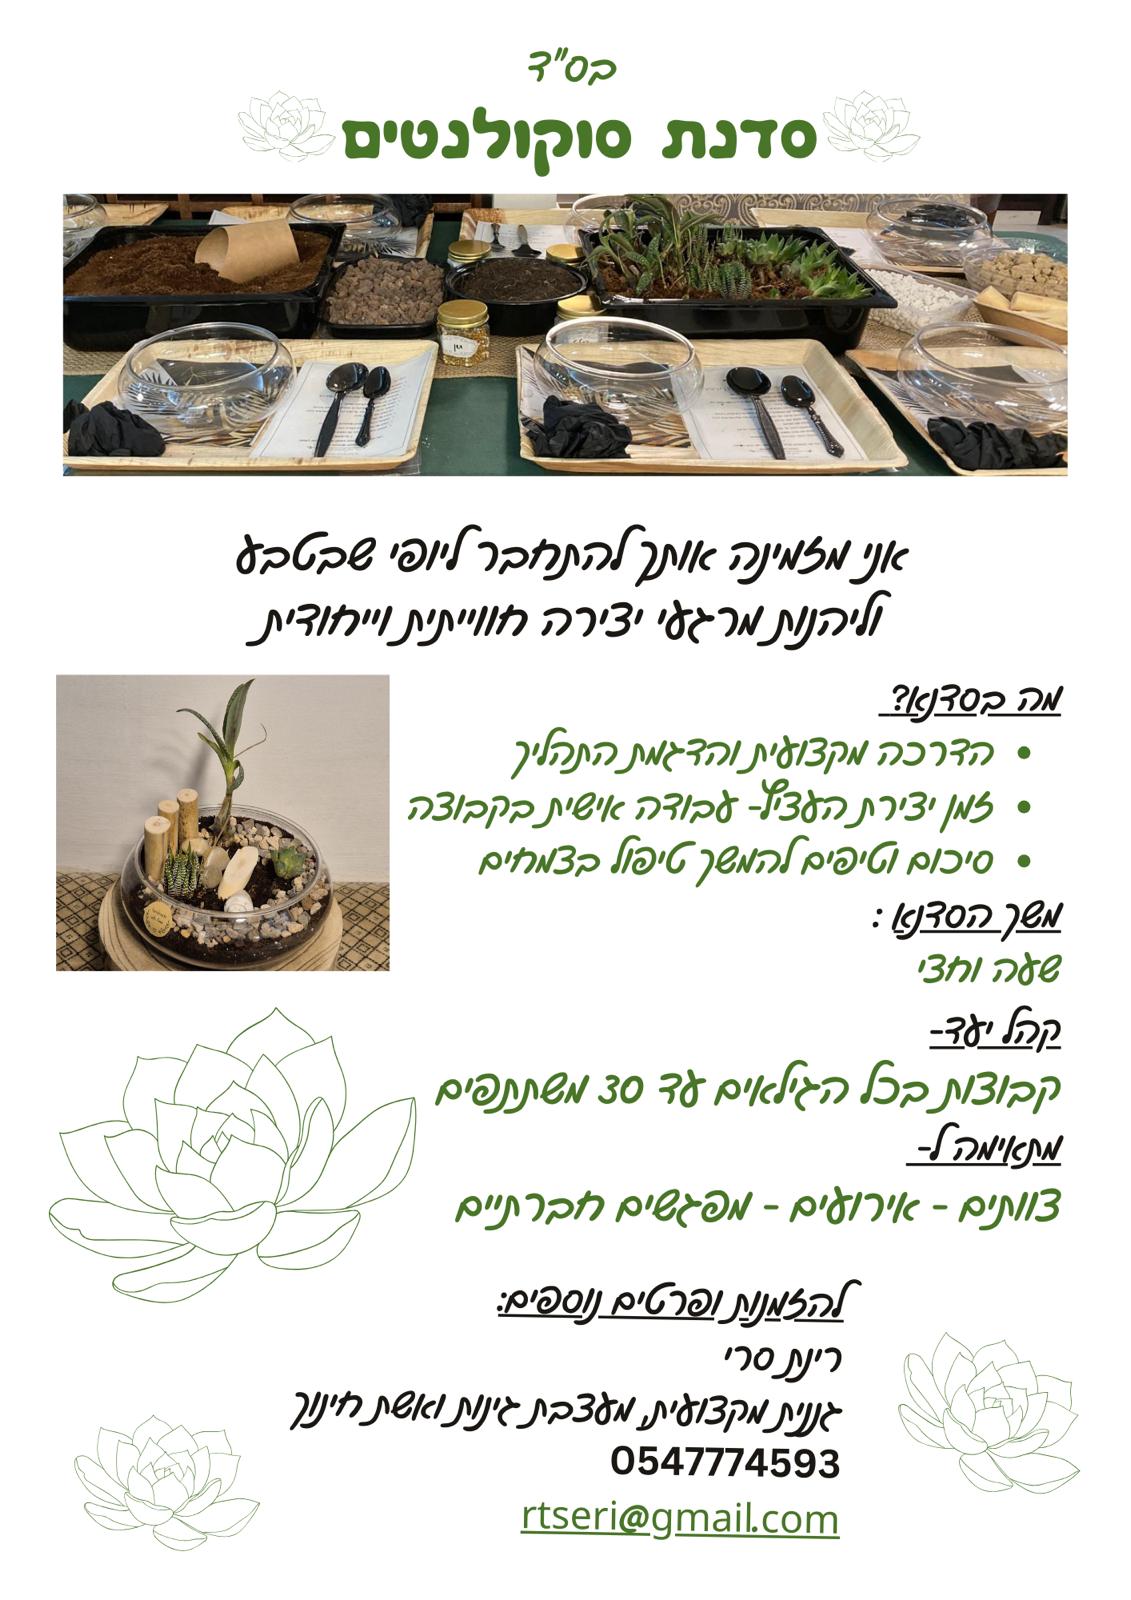 בס"ד
סדנת סוקולנטים
אני מזמינה אותך להתחבר ליופי שבטבע
וליהנות מרגעי יצירה חווייתית וייחודית
מה בסדנא?
• הדרכה מקצועית והדגמת התהליך
• זמן יצירת העציץ- עבודה אישית בקבוצה
• סיכום וטיפים להמשך טיפול בצמחים
משך הסדנא :
שעה וחצי
קהל יעד-
קבוצות בכל הגילאים עד 30 משתתפים
מתאימה ל-
צוותים - אירועים - מפגשים חברתיים
להזמנות ופרטים נוספים:
רינת סרי
גננית מקצועית, מעצבת גינות ואשת חינוך
0547774593
rtseri@gmail.com